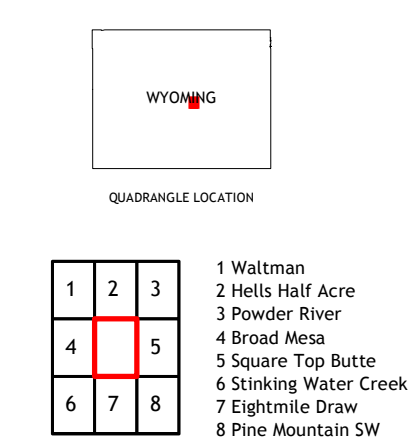 WYOMING
QUADRANGLE LOCATION
1 2 3
4 5
6 7 8
1 Waltman
2 Hells Half Acre
3 Powder River
4 Broad Mesa
5 Square Top Butte
6 Stinking Water Creek
7 Eightmile Draw
8 Pine Mountain SW